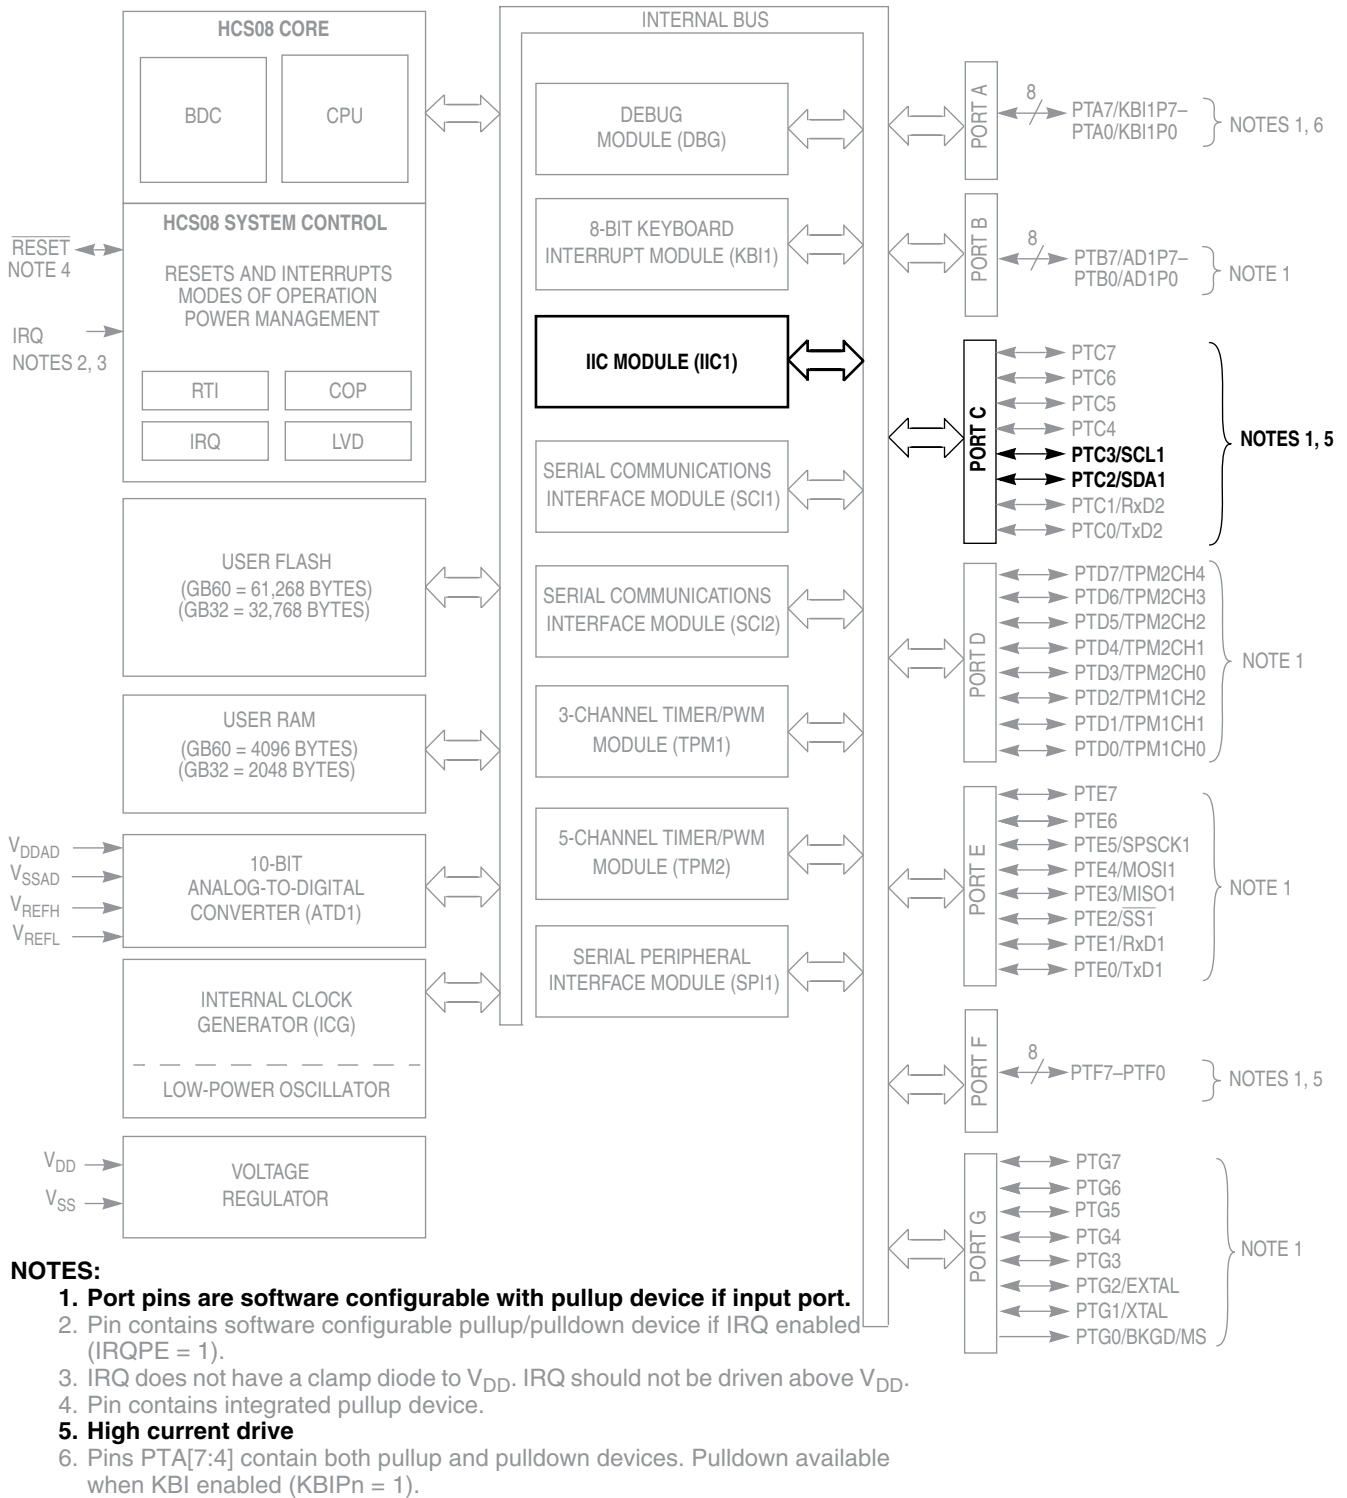 INTERNAL BUS
HCS08 CORE
BDC
CPU
HCS08 SYSTEM CONTROL
RESETS AND INTERRUPTS
MODES OF OPERATION
POWER MANAGEMENT
RTI
COP
IRQ
LVD
RESET
NOTE 4
IRQ
NOTES 2, 3
USER FLASH
(GB60 = 61,268 BYTES)
(GB32 = 32,768 BYTES)
USER RAM
(GB60 = 4096 BYTES)
(GB32 = 2048 BYTES)
VDDAD
VSSAD
VREFH
VREFL
10-BIT
ANALOG-TO-DIGITAL
CONVERTER (ATD1)
INTERNAL CLOCK
GENERATOR (ICG)
LOW-POWER OSCILLATOR
VDD
VSS
VOLTAGE
REGULATOR
DEBUG
MODULE (DBG)
8-BIT KEYBOARD
INTERRUPT MODULE (KBI1)
IIC MODULE (IIC1)
SERIAL COMMUNICATIONS
INTERFACE MODULE (SCI1)
SERIAL COMMUNICATIONS
INTERFACE MODULE (SCI2)
3-CHANNEL TIMER/PWM
MODULE (TPM1)
5-CHANNEL TIMER/PWM
MODULE (TPM2)
SERIAL PERIPHERAL
INTERFACE MODULE (SPI1)
PORT A
8
PTA7/KBI1P7–
PTA0/KBI1P0
NOTES 1, 6
PORT B
8
PTB7/AD1P7–
PTB0/AD1P0
NOTE 1
PORT C
PTC7
PTC6
PTC5
PTC4
PTC3/SCL1
PTC2/SDA1
PTC1/RxD2
PTC0/TxD2
NOTES 1, 5
PORT D
PTD7/TPM2CH4
PTD6/TPM2CH3
PTD5/TPM2CH2
PTD4/TPM2CH1
PTD3/TPM2CH0
PTD2/TPM1CH2
PTD1/TPM1CH1
PTD0/TPM1CH0
NOTE 1
PORT E
PTE7
PTE6
PTE5/SPSCK1
PTE4/MOSI1
PTE3/MISO1
PTE2/SS1
PTE1/RxD1
PTE0/TxD1
NOTE 1
PORT F
8
PTF7–PTF0
NOTES 1, 5
PORT G
PTG7
PTG6
PTG5
PTG4
PTG3
PTG2/EXTAL
PTG1/XTAL
PTG0/BKGD/MS
NOTE 1
NOTES:
1. Port pins are software configurable with pullup device if input port.
2. Pin contains software configurable pullup/pulldown device if IRQ enabled
(IRQPE = 1).
3. IRQ does not have a clamp diode to VDD. IRQ should not be driven above VDD.
4. Pin contains integrated pullup device.
5. High current drive
6. Pins PTA[7:4] contain both pullup and pulldown devices. Pulldown available
when KBI enabled (KBIPn = 1).